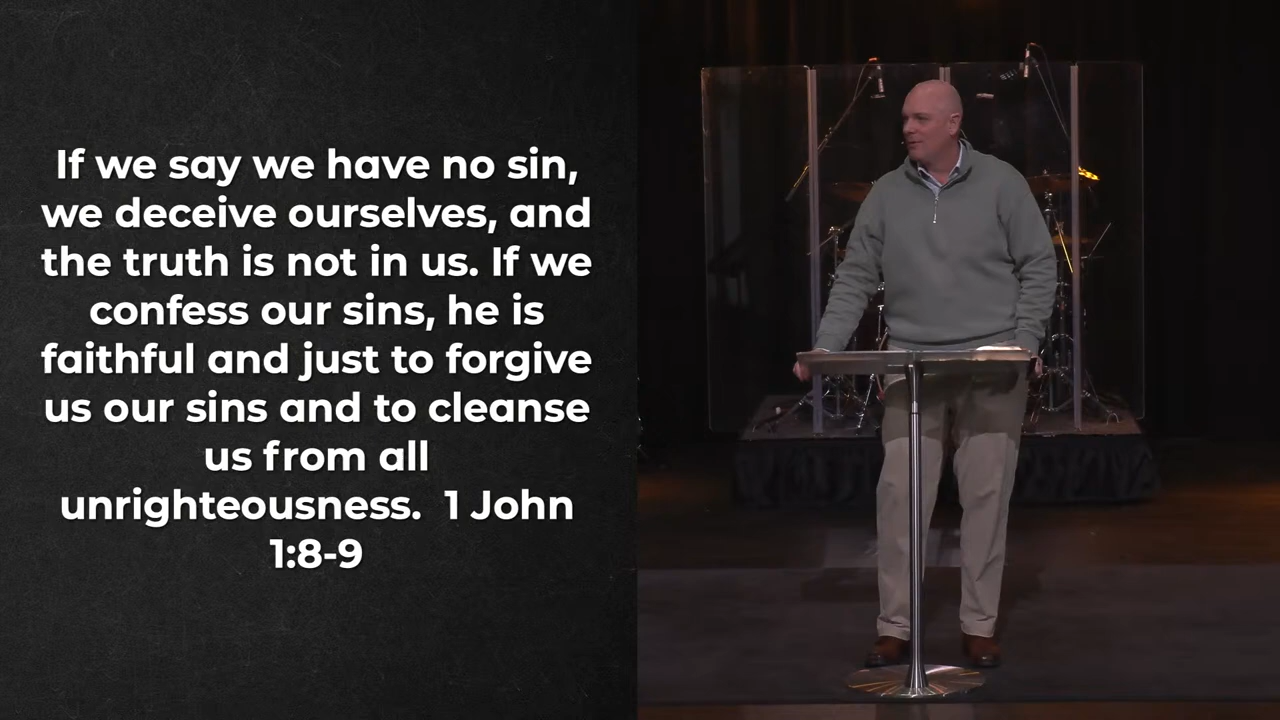 If we say we have no sin,
we deceive ourselves, and
the truth is not in us. If we
confess our sins, he is
faithful and just to forgive
us our sins and to cleanse
us from all
unrighteousness.  1 John
1:8-9